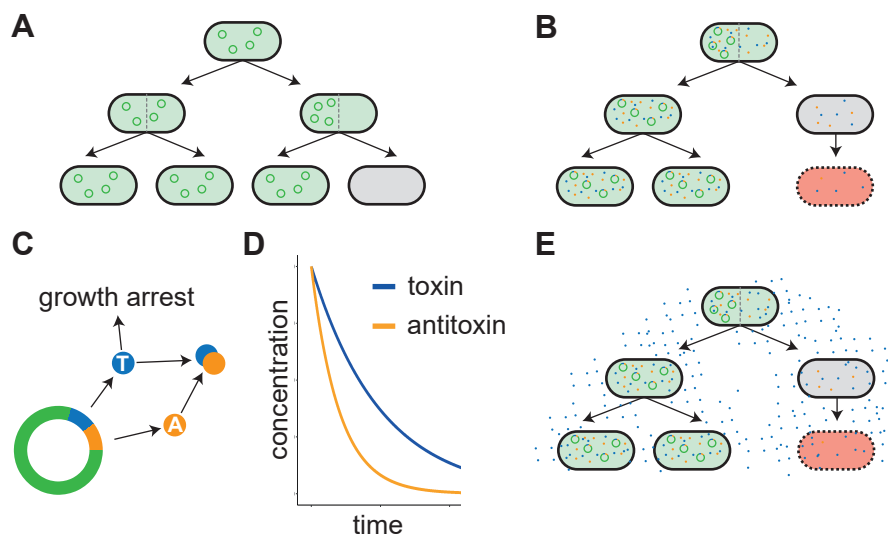 A
B
C
growth arrest
T
A
D
concentration
time
toxin
antitoxin
E